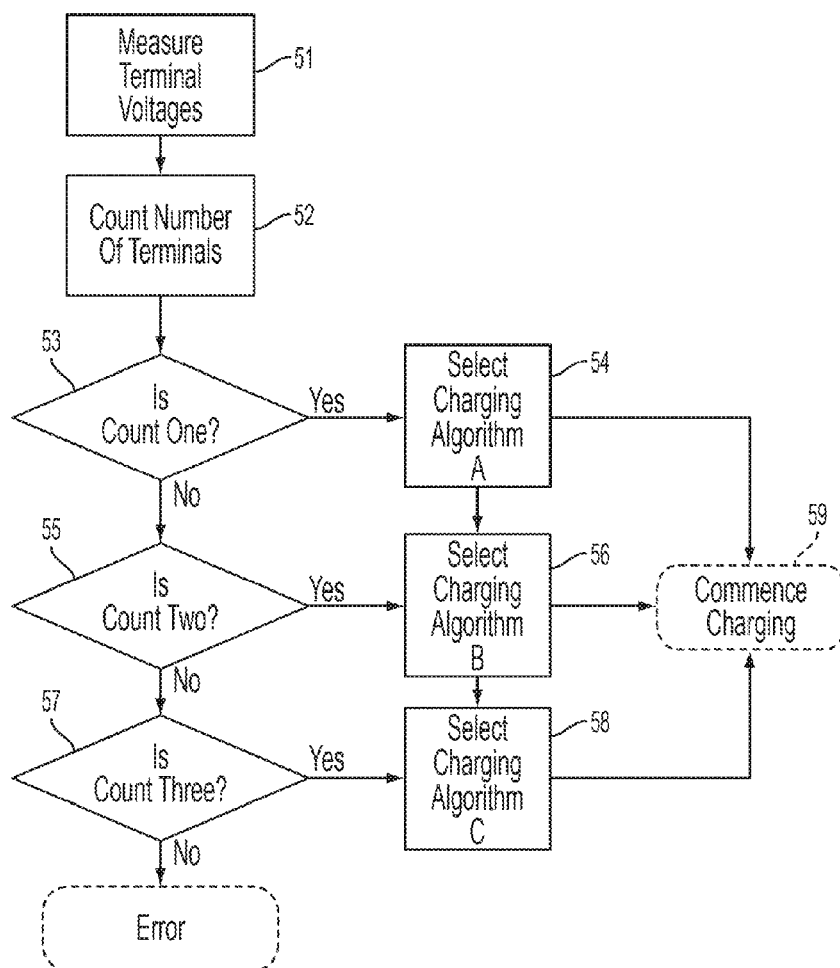 Measure
Terminal
Voltages
51
Count Number
Of Terminals
52
53
Is
Count One?
Yes
No
Select
Charging
Algorithm
A
54
55
Is
Count Two?
Yes
No
Select
Charging
Algorithm
B
56
59
Commence
Charging
57
Is
Count Three?
Yes
No
Select
Charging
Algorithm
C
58
Error